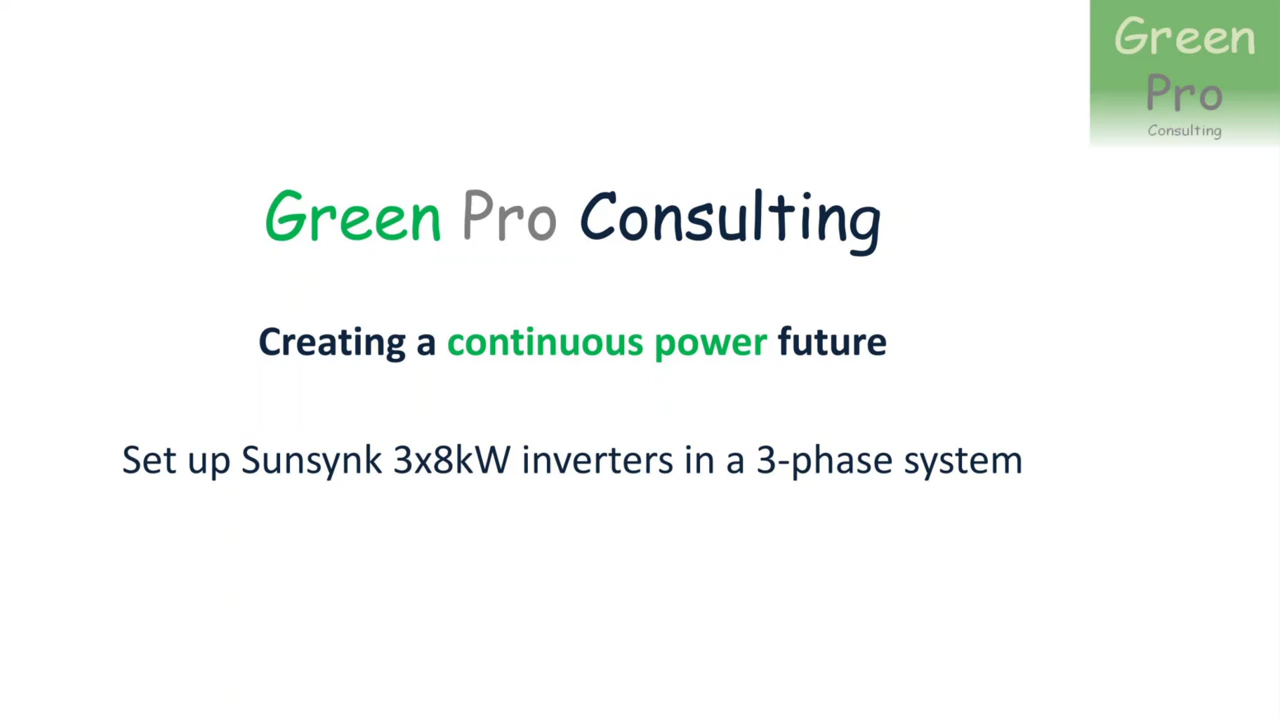 Green
Pro
Consulting
Green Pro Consulting
Creating a continuous power future
Set up Sunsynk 3x8kW inverters in a 3-phase system